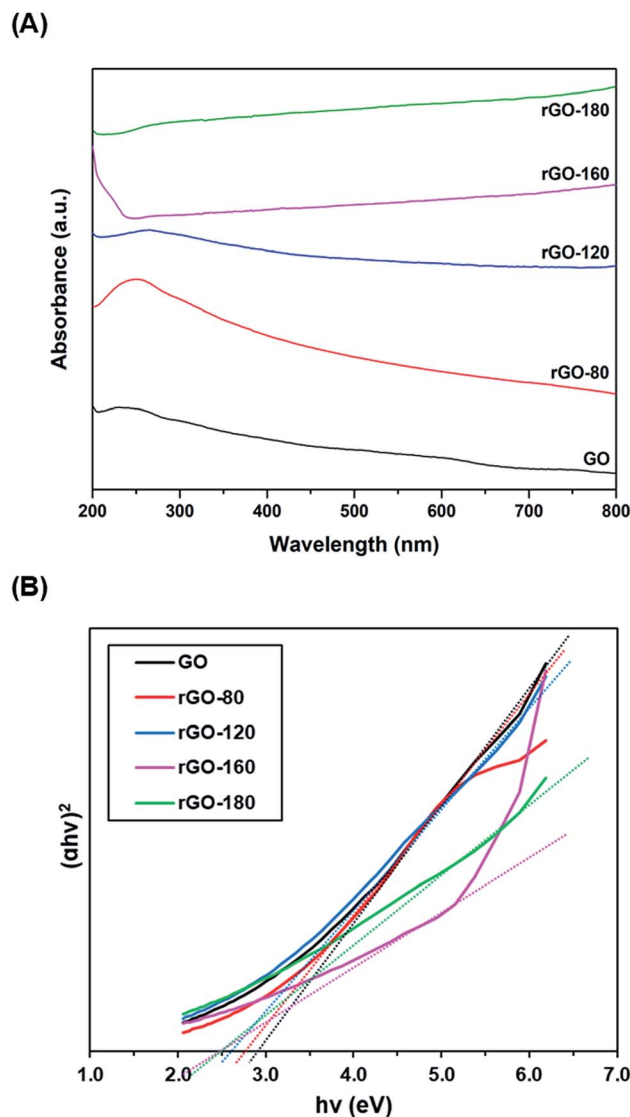 (A)
Absorbance (a.u.)
rGO-180
rGO-160
rGO-120
rGO-80
GO
200 300 400 500 600 700 800
Wavelength (nm)
(B)
(αhν)²
GO
rGO-80
rGO-120
rGO-160
rGO-180
1.0 2.0 3.0 4.0 5.0 6.0 7.0
hν (eV)